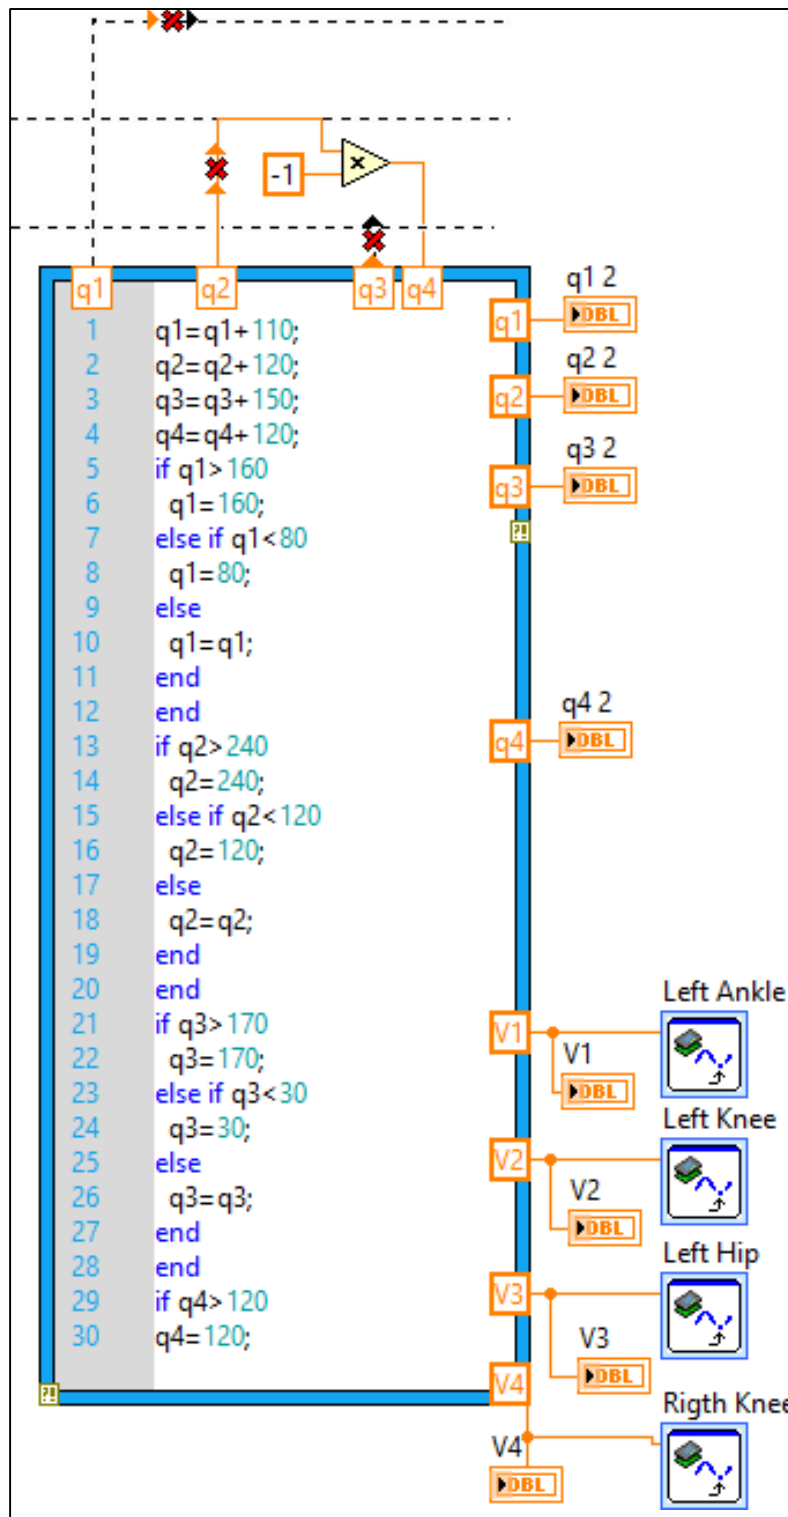 -1
x
q1
q2
q3
q4
1 q1=q1+110;
2 q2=q2+120;
3 q3=q3+150;
4 q4=q4+120;
5 if q1>160
6 q1=160;
7 else if q1<80
8 q1=80;
9 else
10 q1=q1;
11 end
12 end
13 if q2>240
14 q2=240;
15 else if q2<120
16 q2=120;
17 else
18 q2=q2;
19 end
20 end
21 if q3>170
22 q3=170;
23 else if q3<30
24 q3=30;
25 else
26 q3=q3;
27 end
28 end
29 if q4>120
30 q4=120;
?!
q1
q1 2
DBL
q2
q2 2
DBL
q3
q3 2
DBL
?!
q4
q4 2
DBL
Left Ankle
V1
V1
DBL
Left Knee
V2
V2
DBL
Left Hip
V3
V3
DBL
Rigth Knee
V4
V4
DBL